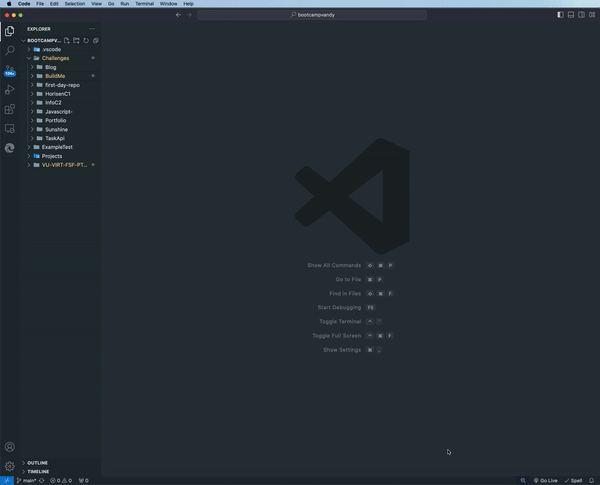 Code File Edit Selection View Go Run Terminal Window Help
bootcampvandy
EXPLORER
BOOTCAMPV...
.vscode
Challenges
Blog
BuildMe
first-day-repo
HorisenC1
InfoC2
Javascript-
Portfolio
Sunshine
TaskApi
ExampleTest
Projects
VU-VIRT-FSF-PT...
Show All Commands ⇧ ⌘ P
Go to File ⌘ P
Find in Files ⇧ ⌘ F
Start Debugging F5
Toggle Terminal ⌃ `
Toggle Full Screen ⌃ ⌘ F
Show Settings ⌘ ,
OUTLINE
TIMELINE
main* 0 0 0 Go Live Spell